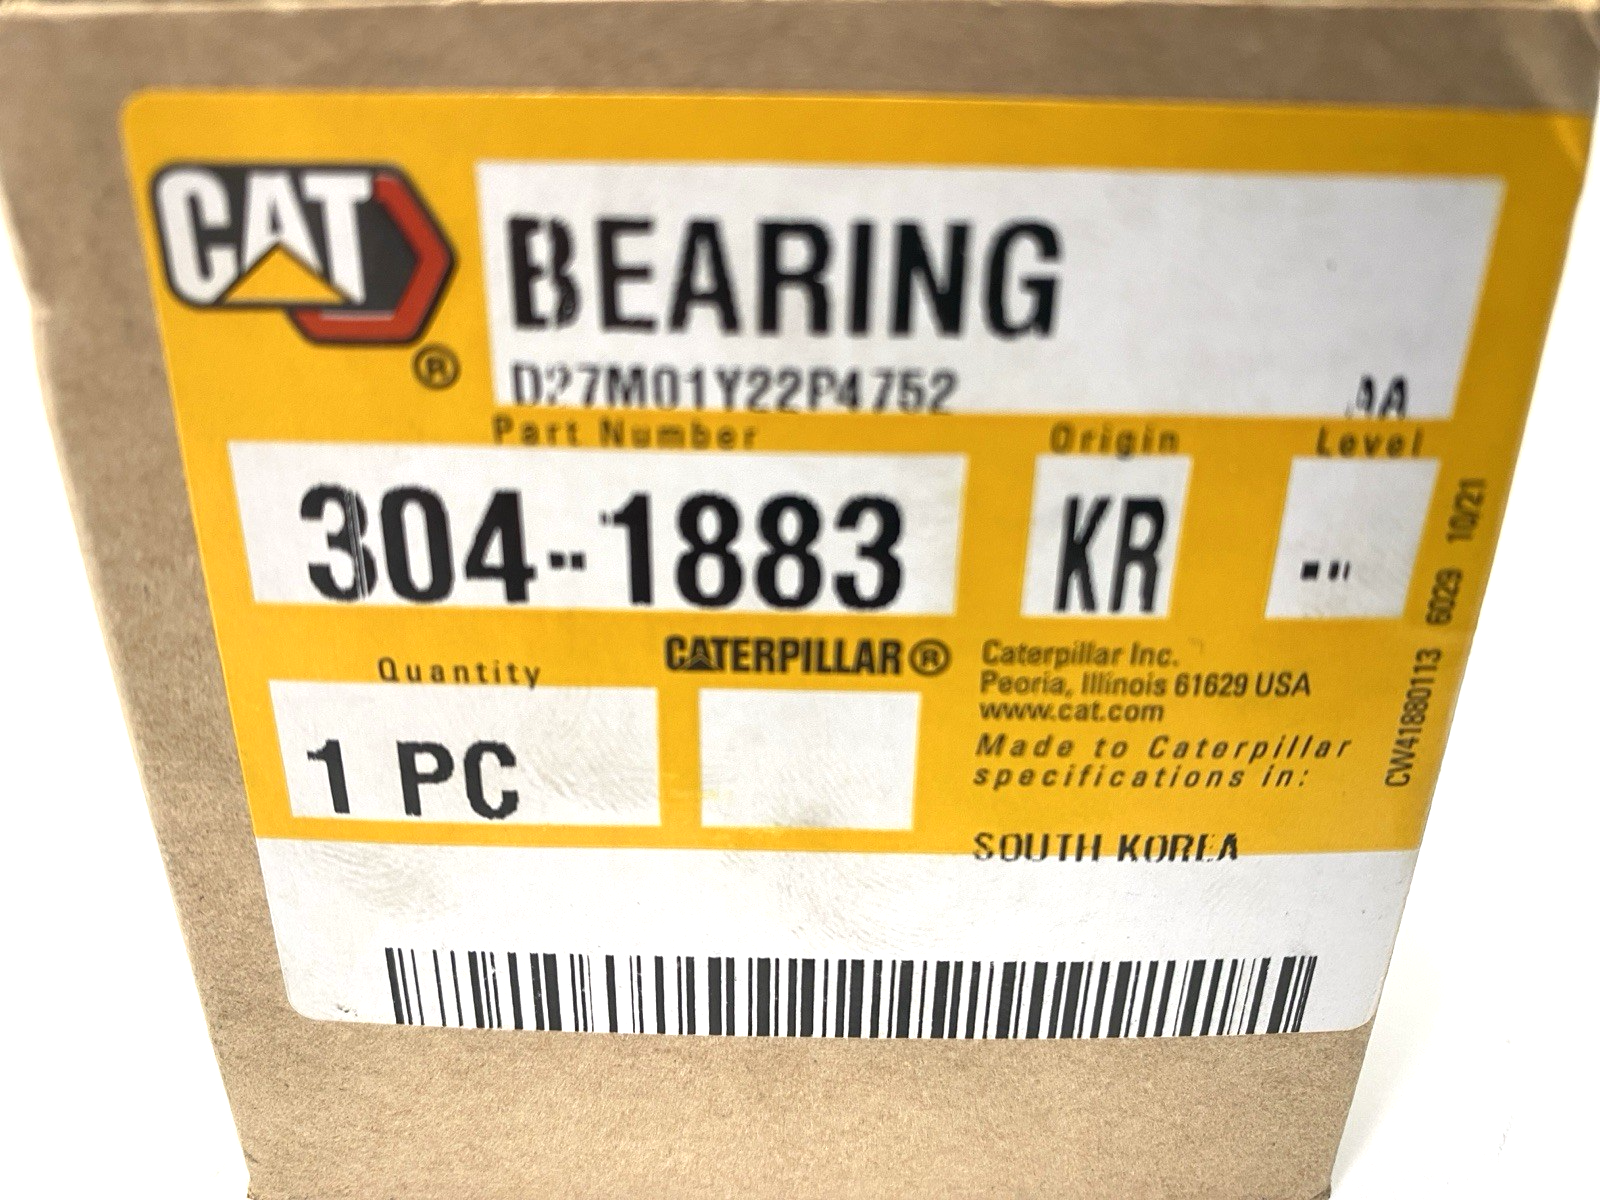 CAT
®
BEARING
D27M01Y22P4752 AA
Part Number Origin Level
304-1883 KR --
Quantity
1 PC
CATERPILLAR®
Caterpillar Inc.
Peoria, Illinois 61629 USA
www.cat.com
Made to Caterpillar
specifications in:
SOUTH KOREA
CW41880113 6029 10/21